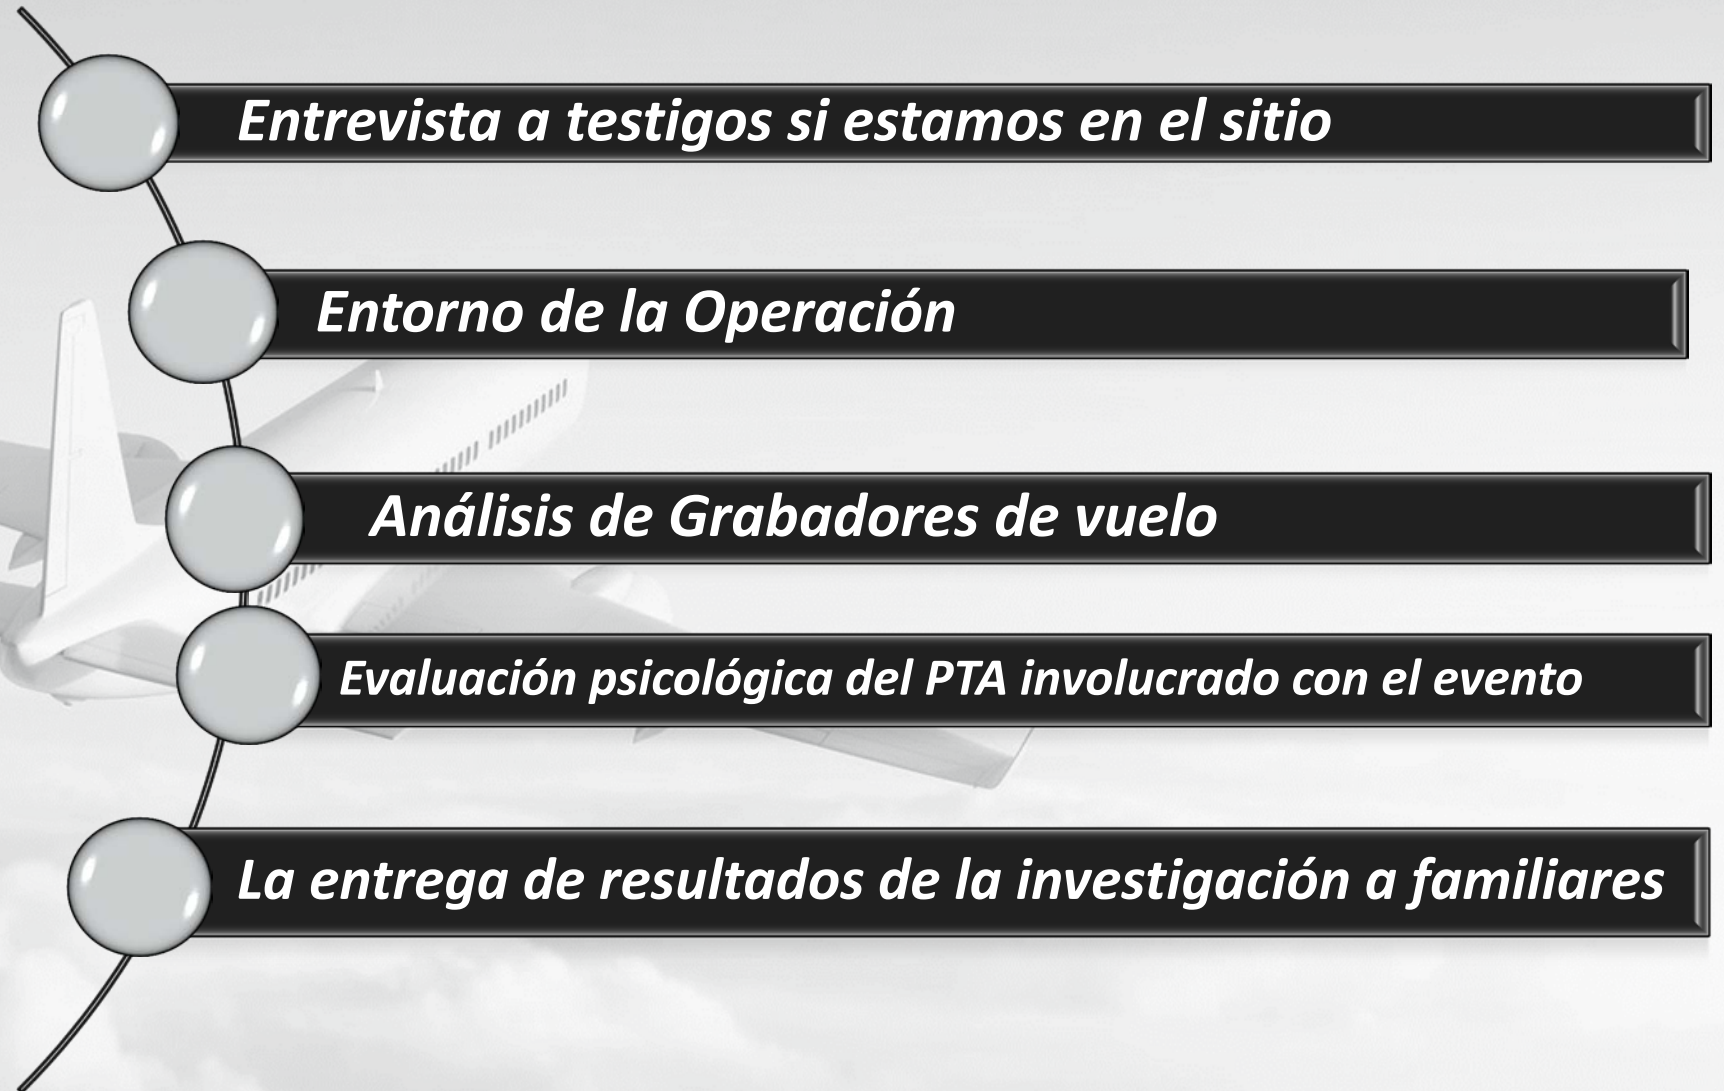 Entrevista a testigos si estamos en el sitio
Entorno de la Operación
Análisis de Grabadores de vuelo
Evaluación psicológica del PTA involucrado con el evento
La entrega de resultados de la investigación a familiares